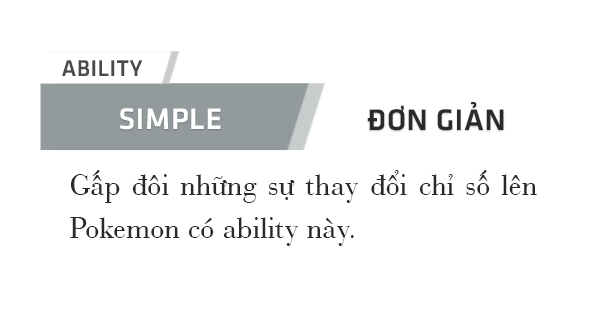 ABILITY
SIMPLE
ĐƠN GIẢN
Gấp đôi những sự thay đổi chỉ số lên
Pokemon có ability này.